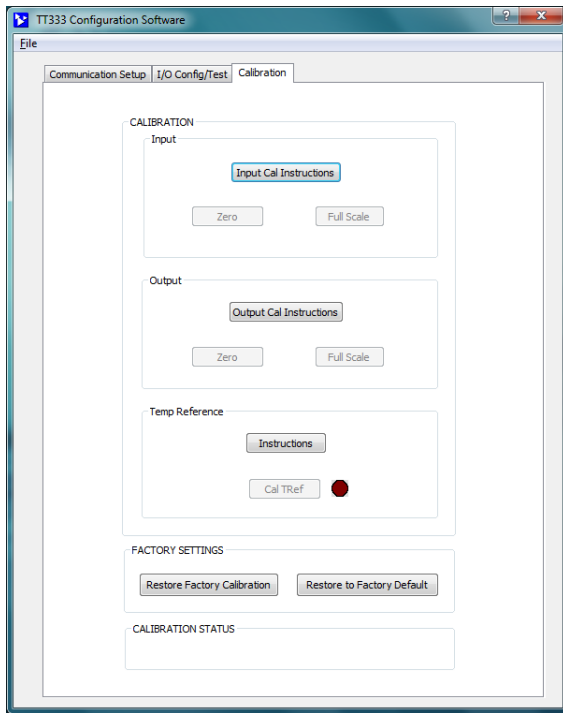 TT333 Configuration Software
?
x
File
Communication Setup
I/O Config/Test
Calibration
CALIBRATION
Input
Input Cal Instructions
Zero
Full Scale
Output
Output Cal Instructions
Zero
Full Scale
Temp Reference
Instructions
Cal TRef
FACTORY SETTINGS
Restore Factory Calibration
Restore to Factory Default
CALIBRATION STATUS